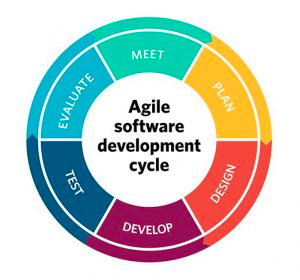 Agile
software
development
cycle
MEET
PLAN
DESIGN
DEVELOP
TEST
EVALUATE